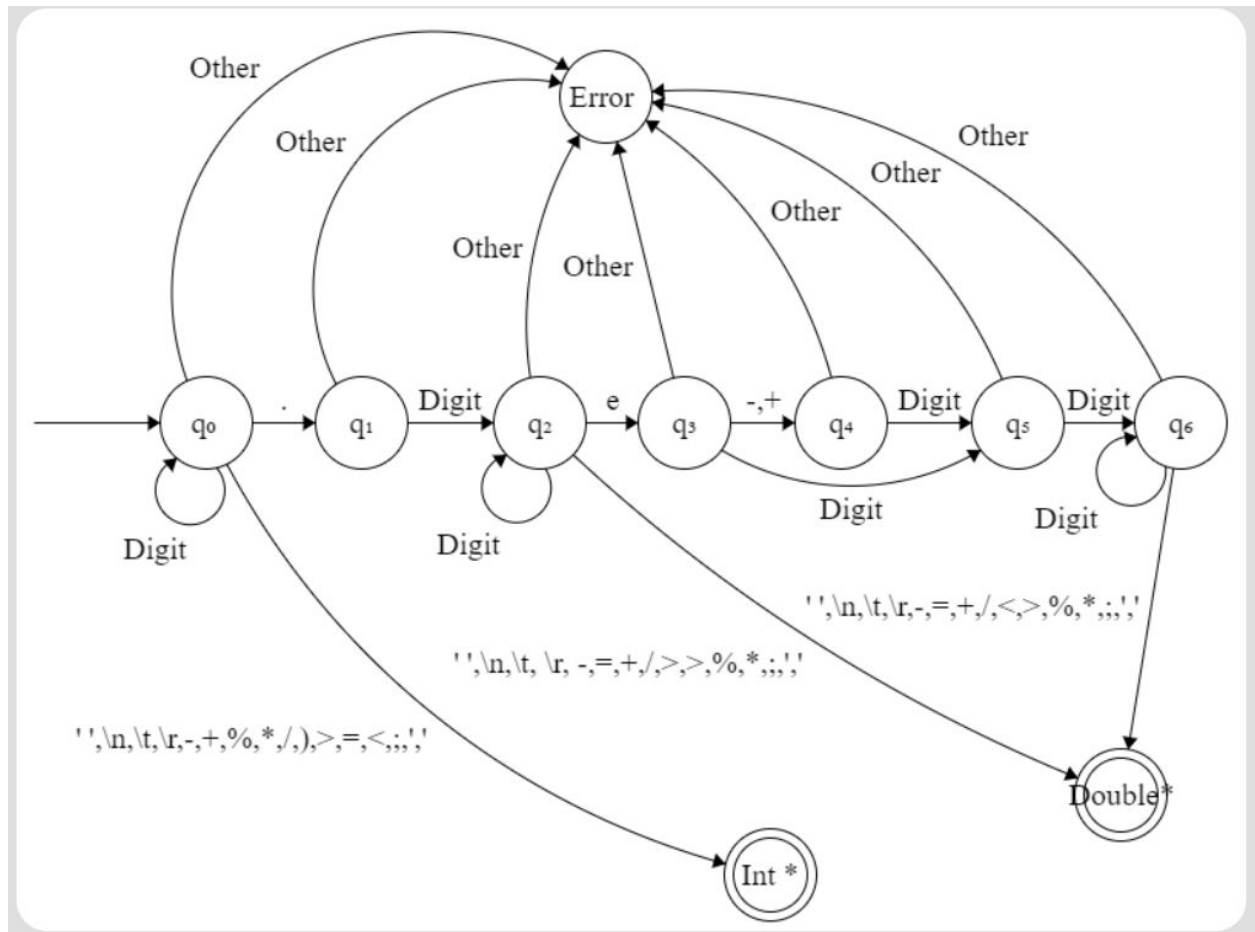 Other
Error
Other
Other
Other
Other
Other
Other
q₀
.
q₁
Digit
q₂
e
q₃
-,+
q₄
Digit
q₅
Digit
q₆
Digit
Digit
Digit
Digit
' ',\n,\t,\r,-,=,+,/,<,>,%,*,;,','
' ',\n,\t, \r, -,=,+,/,>,>,%,*,;,','
' ',\n,\t,\r,-,+,%,*,/,),>,=,<,;,','
Double*
Int *